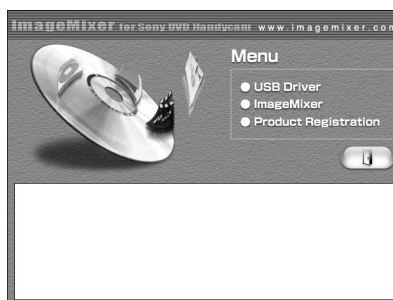 ImageMixer for Sony DVD Handycam www.imagemixer.com
Menu
USB Driver
ImageMixer
Product Registration